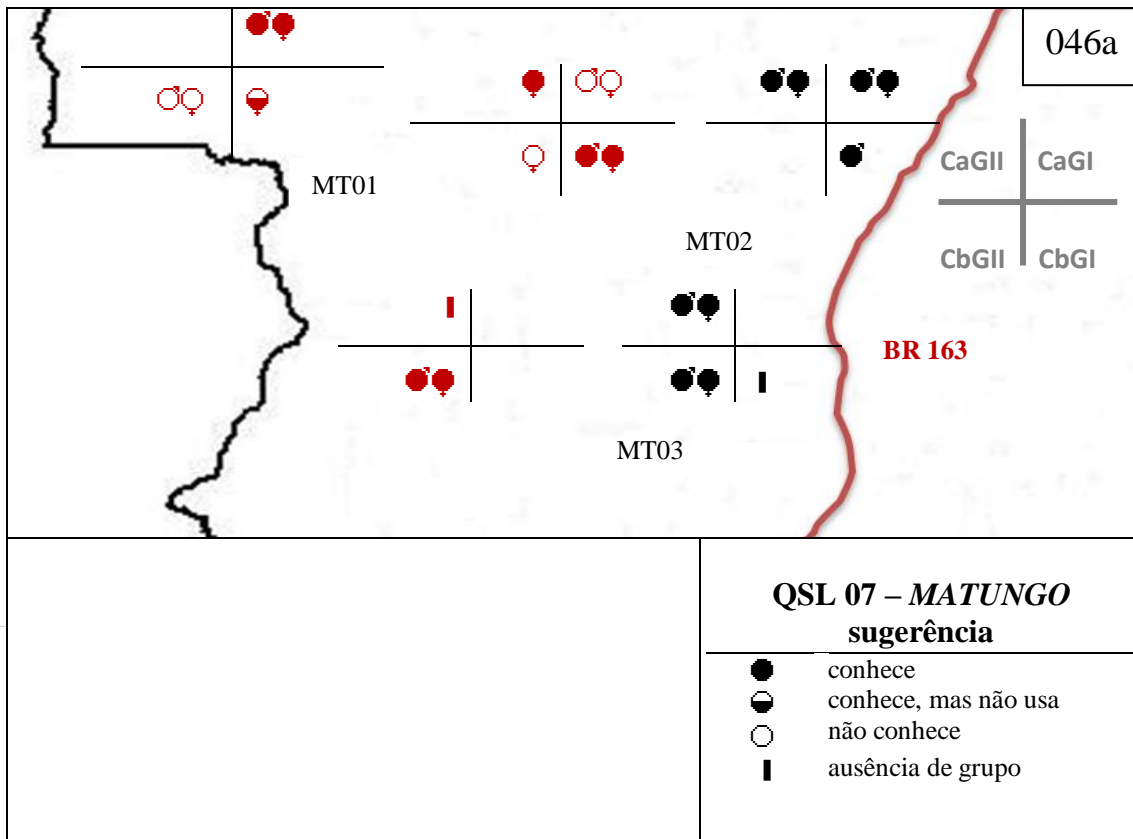 046a
CaGII CaGI
MT01
MT02
CbGII CbGI
BR 163
MT03
QSL 07 – MATUNGO
sugerência
conhece
conhece, mas não usa
não conhece
ausência de grupo